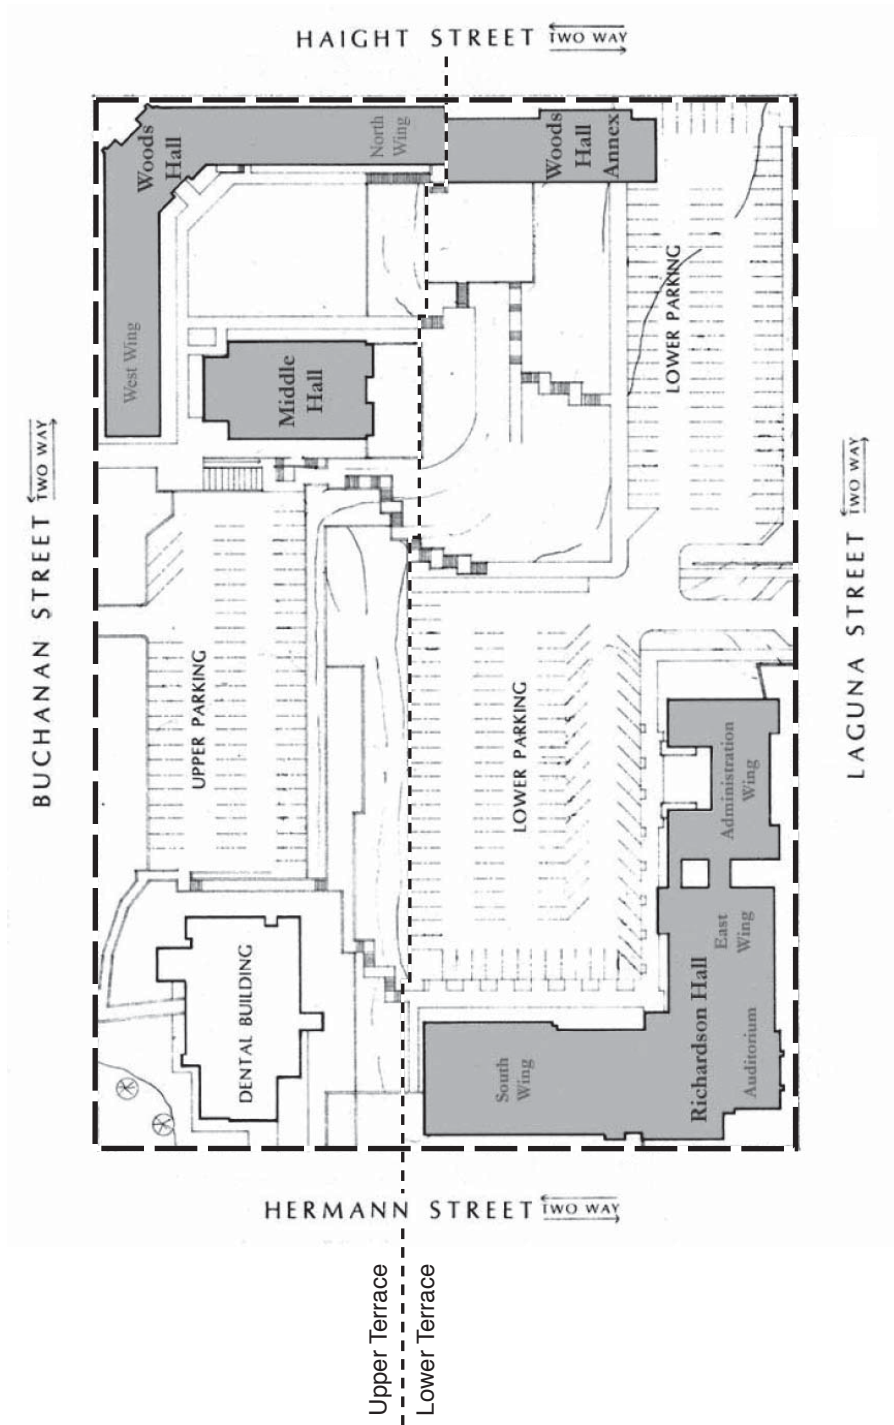 HAIGHT STREET
TWO WAY
Woods
Hall
North
Wing
Woods
Hall
Annex
West Wing
Middle
Hall
LOWER PARKING
BUCHANAN STREET
TWO WAY
LAGUNA STREET
TWO WAY
UPPER PARKING
LOWER PARKING
Administration
Wing
East
Wing
DENTAL BUILDING
South
Wing
Richardson Hall
Auditorium
HERMANN STREET
TWO WAY
Upper Terrace
Lower Terrace